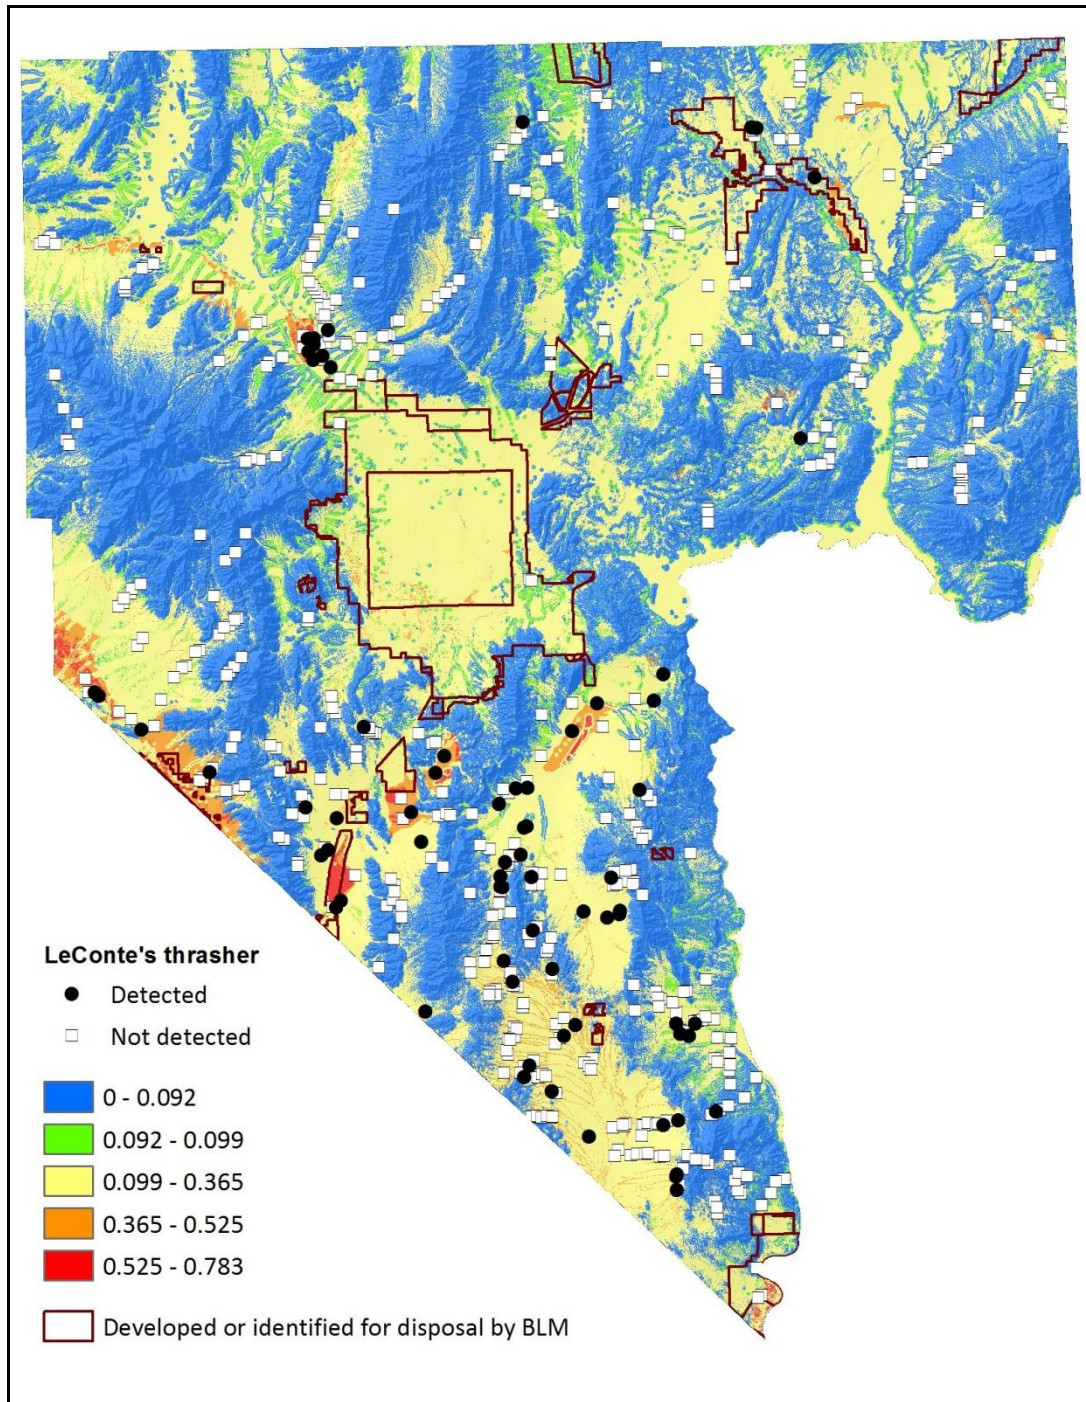 LeConte's thrasher
Detected
Not detected
0 - 0.092
0.092 - 0.099
0.099 - 0.365
0.365 - 0.525
0.525 - 0.783
Developed or identified for disposal by BLM